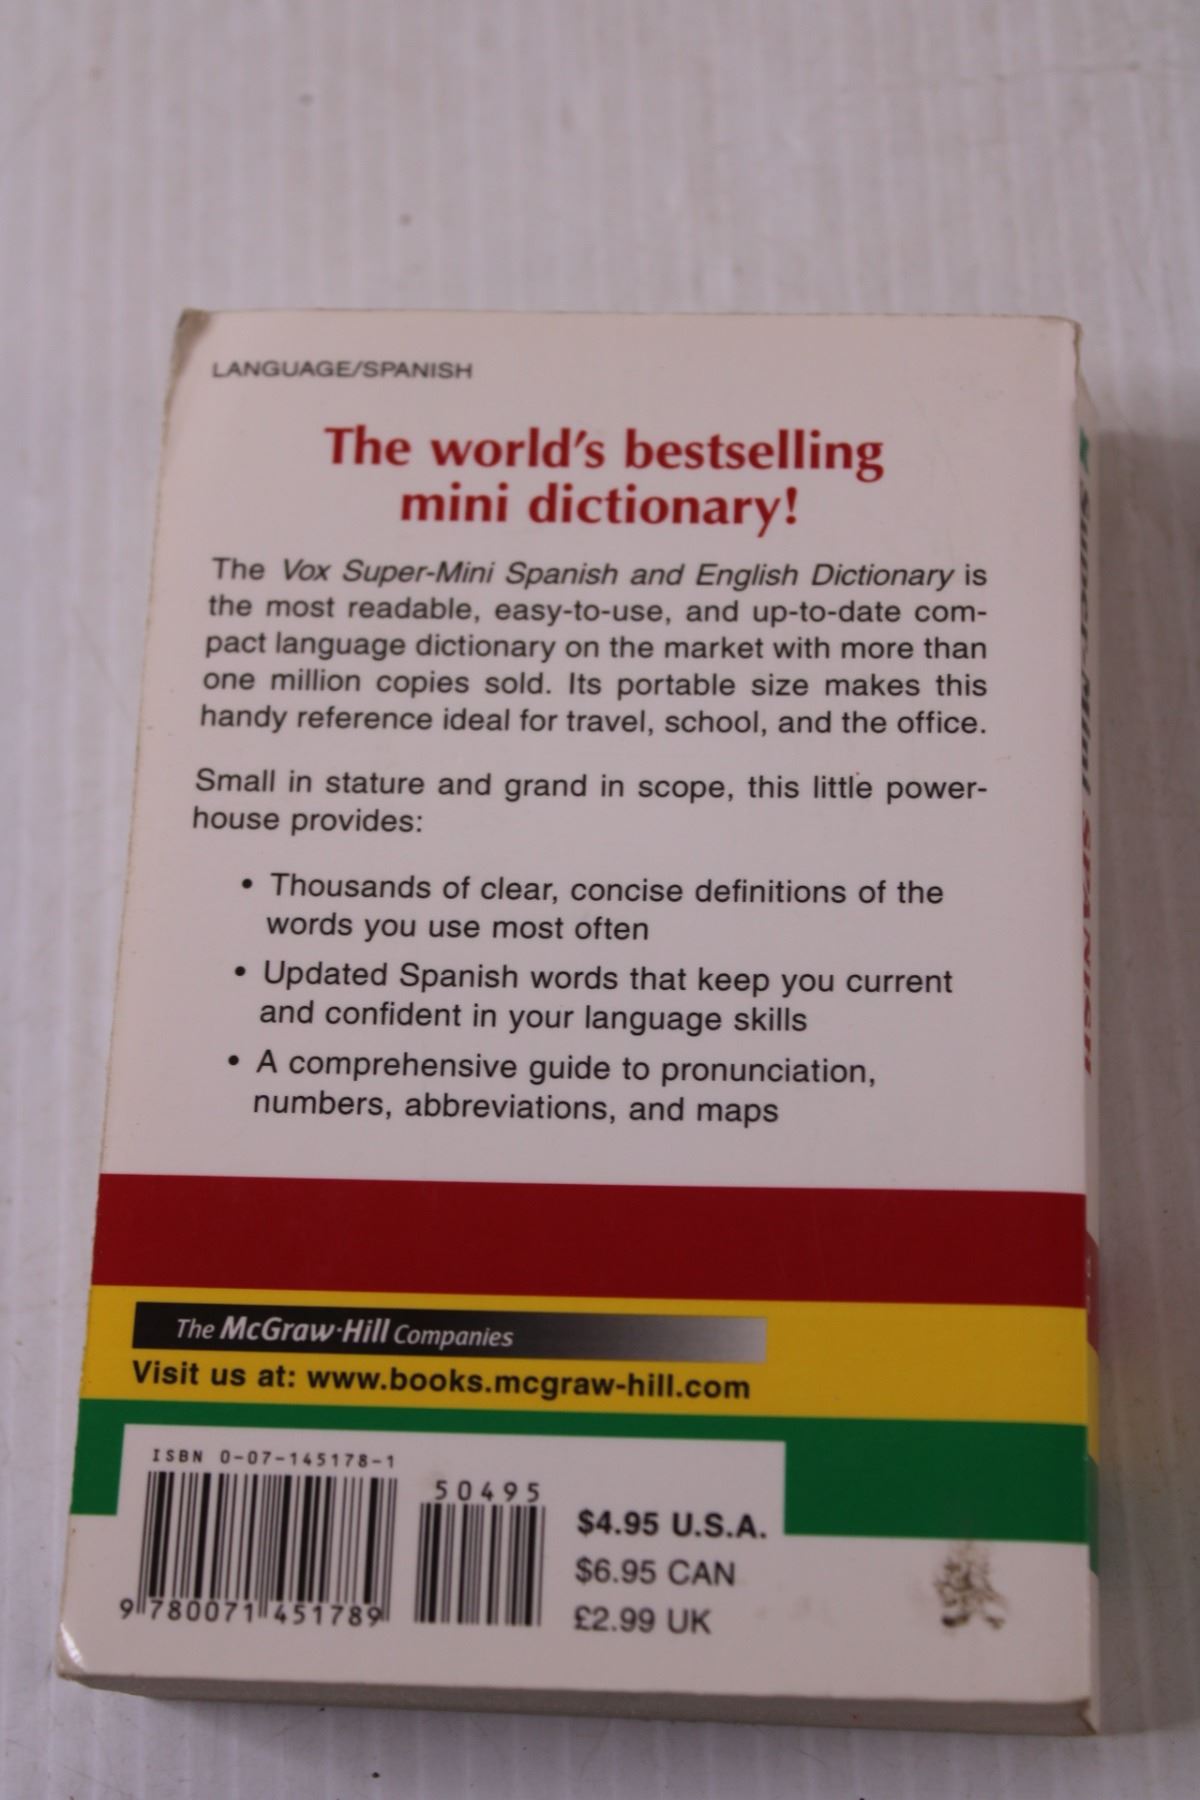 LANGUAGE/SPANISH
The world's bestselling
mini dictionary!
The Vox Super-Mini Spanish and English Dictionary is
the most readable, easy-to-use, and up-to-date com-
pact language dictionary on the market with more than
one million copies sold. Its portable size makes this
handy reference ideal for travel, school, and the office.
Small in stature and grand in scope, this little power-
house provides:
• Thousands of clear, concise definitions of the
words you use most often
• Updated Spanish words that keep you current
and confident in your language skills
• A comprehensive guide to pronunciation,
numbers, abbreviations, and maps
The McGraw·Hill Companies
Visit us at: www.books.mcgraw-hill.com
ISBN 0-07-145178-1
50495
9 780071 451789
$4.95 U.S.A.
$6.95 CAN
£2.99 UK
Super-Mini SPANISH